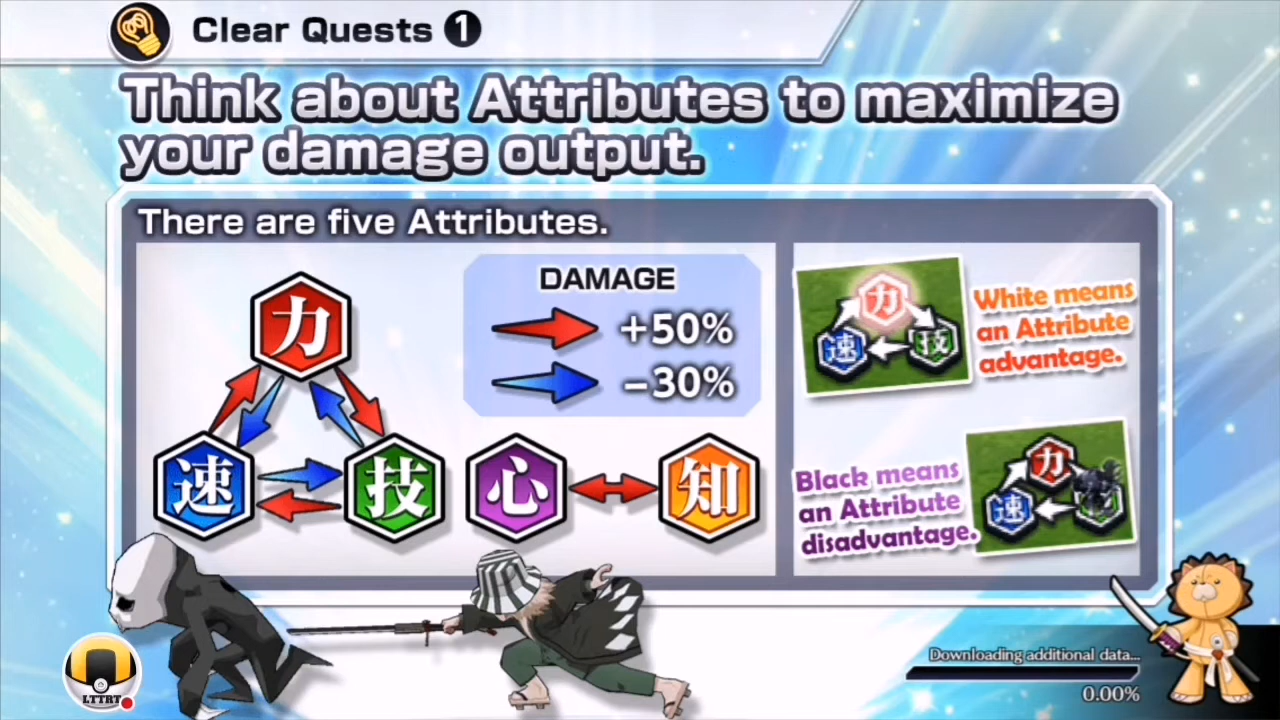 Clear Quests ❶
Think about Attributes to maximize
your damage output.
There are five Attributes.
力
速
技
心
知
DAMAGE
+50%
−30%
力
速
技
White means
an Attribute
advantage.
Black means
an Attribute
disadvantage.
力
速
Downloading additional data...
0.00%
LTTRT